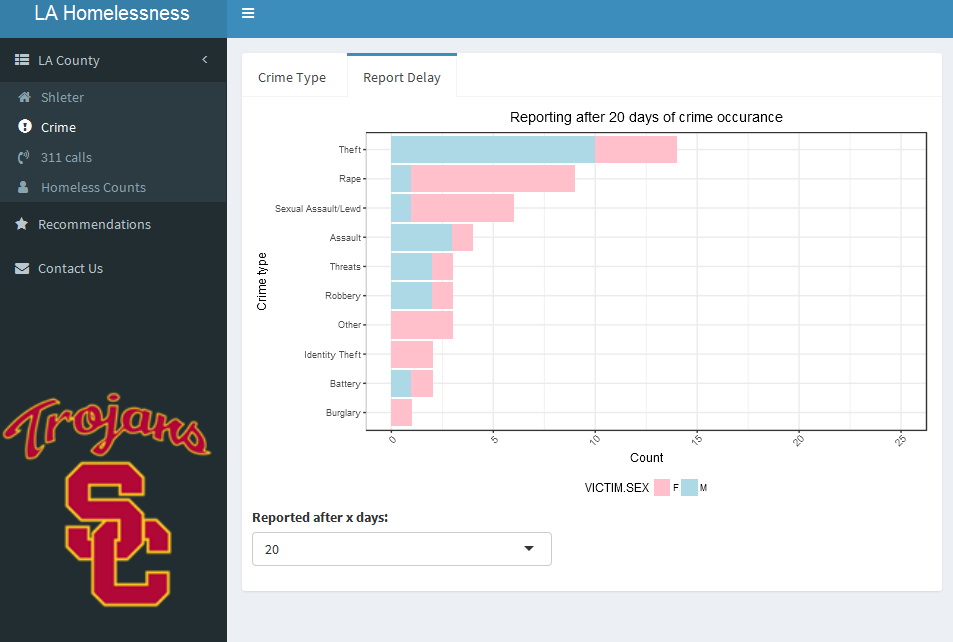 LA Homelessness
LA County
Shleter
Crime
311 calls
Homeless Counts
Recommendations
Contact Us
Trojans
SC
Crime Type
Report Delay
Reporting after 20 days of crime occurance
Crime type
Theft
Rape
Sexual Assault/Lewd
Assault
Threats
Robbery
Other
Identity Theft
Battery
Burglary
0 5 10 15 20 25
Count
VICTIM.SEX F M
Reported after x days:
20